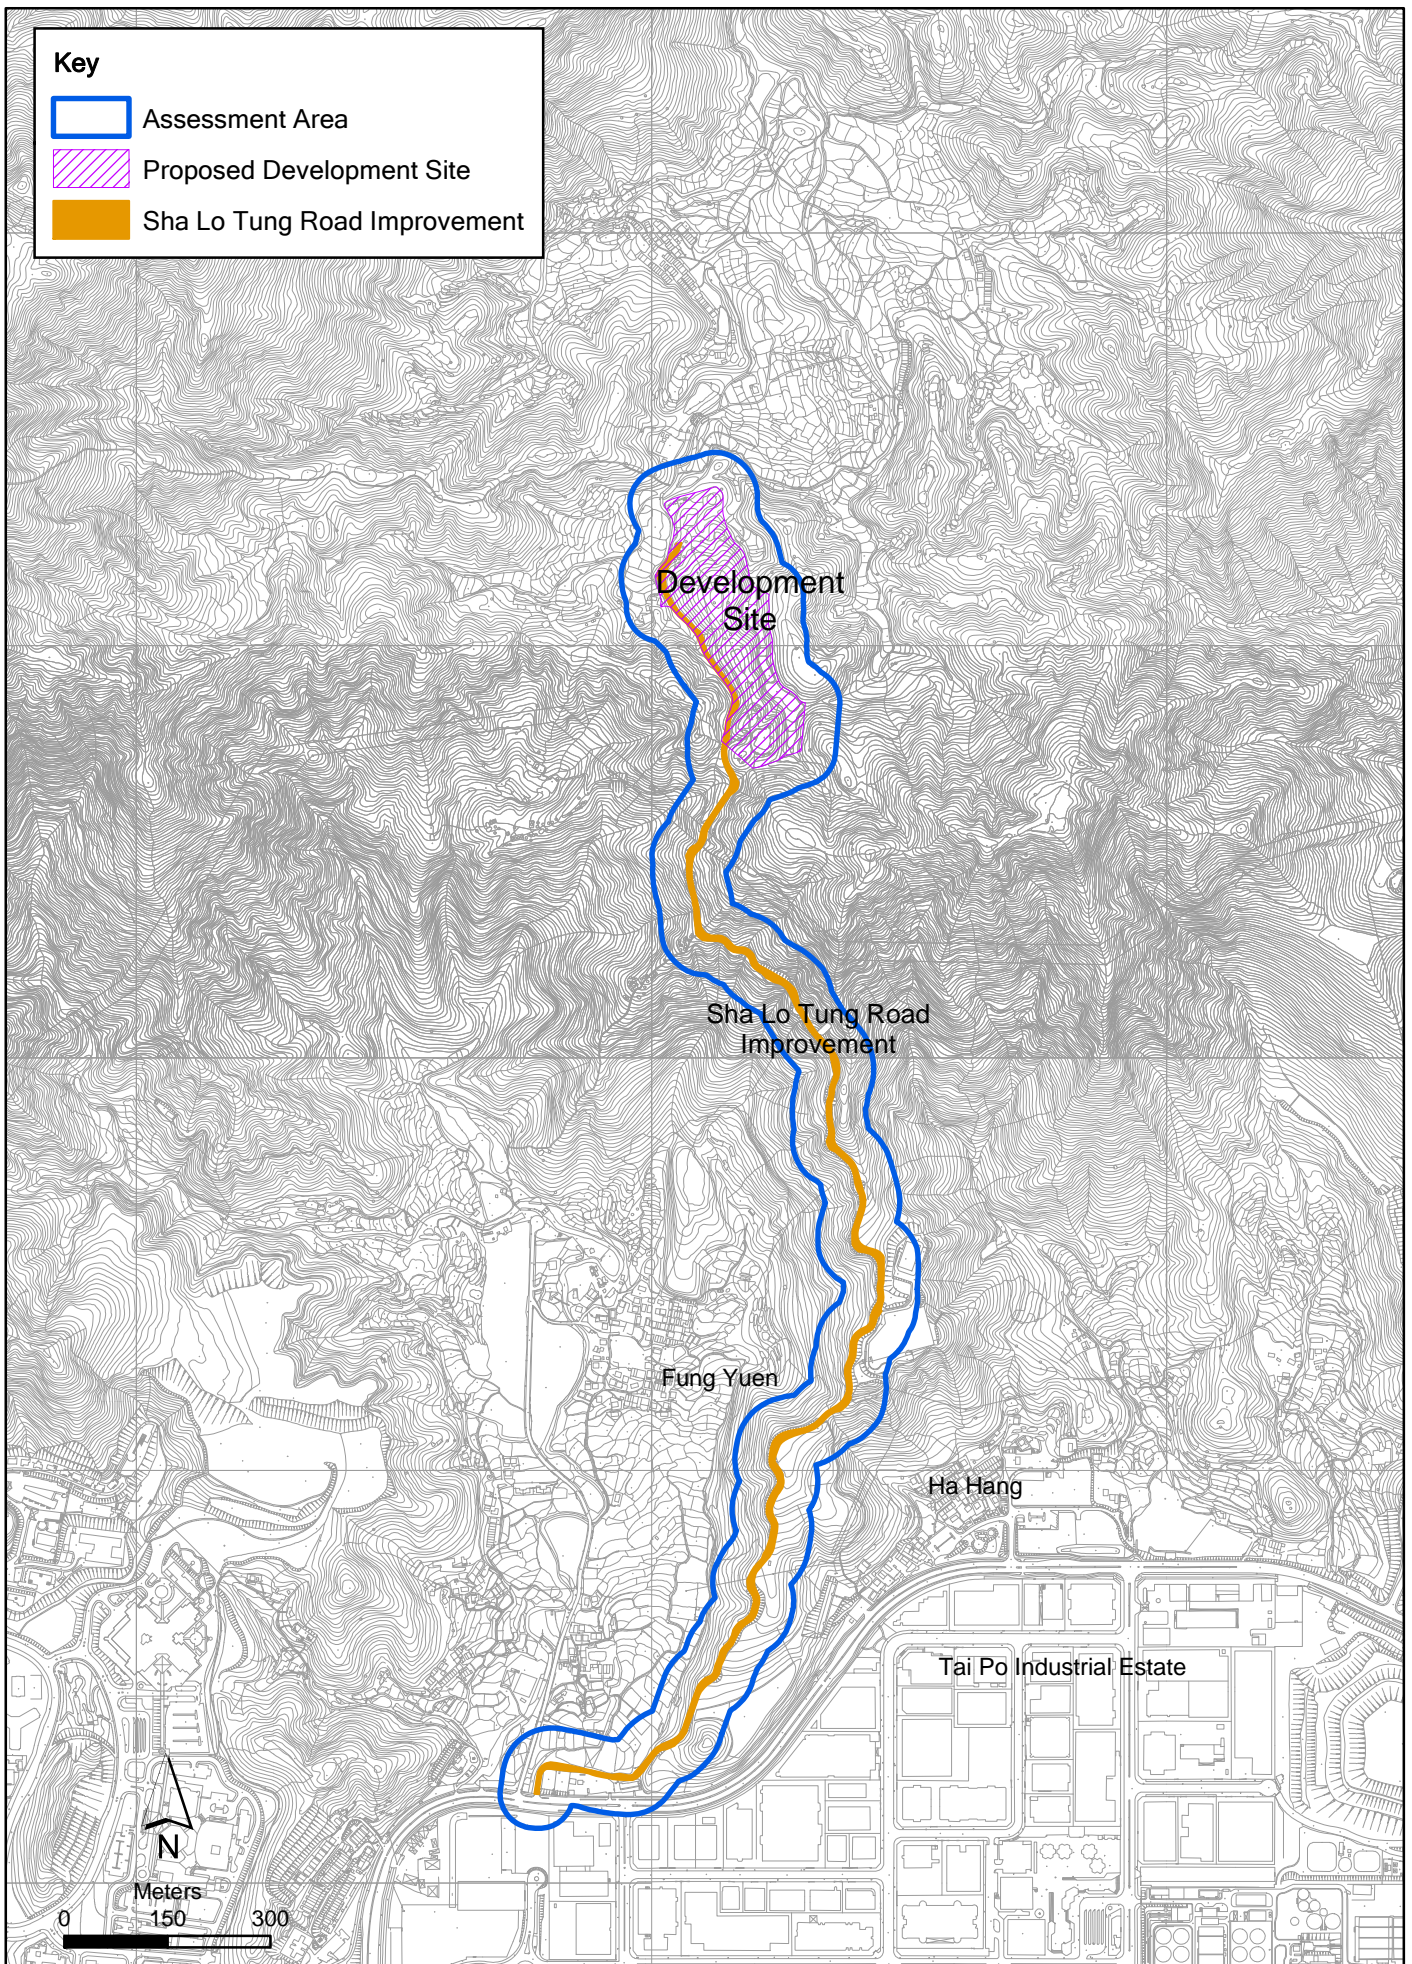 Key
Assessment Area
Proposed Development Site
Sha Lo Tung Road Improvement
Development
Site
Sha Lo Tung Road
Improvement
Fung Yuen
Ha Hang
Tai Po Industrial Estate
N
Meters
0 150 300